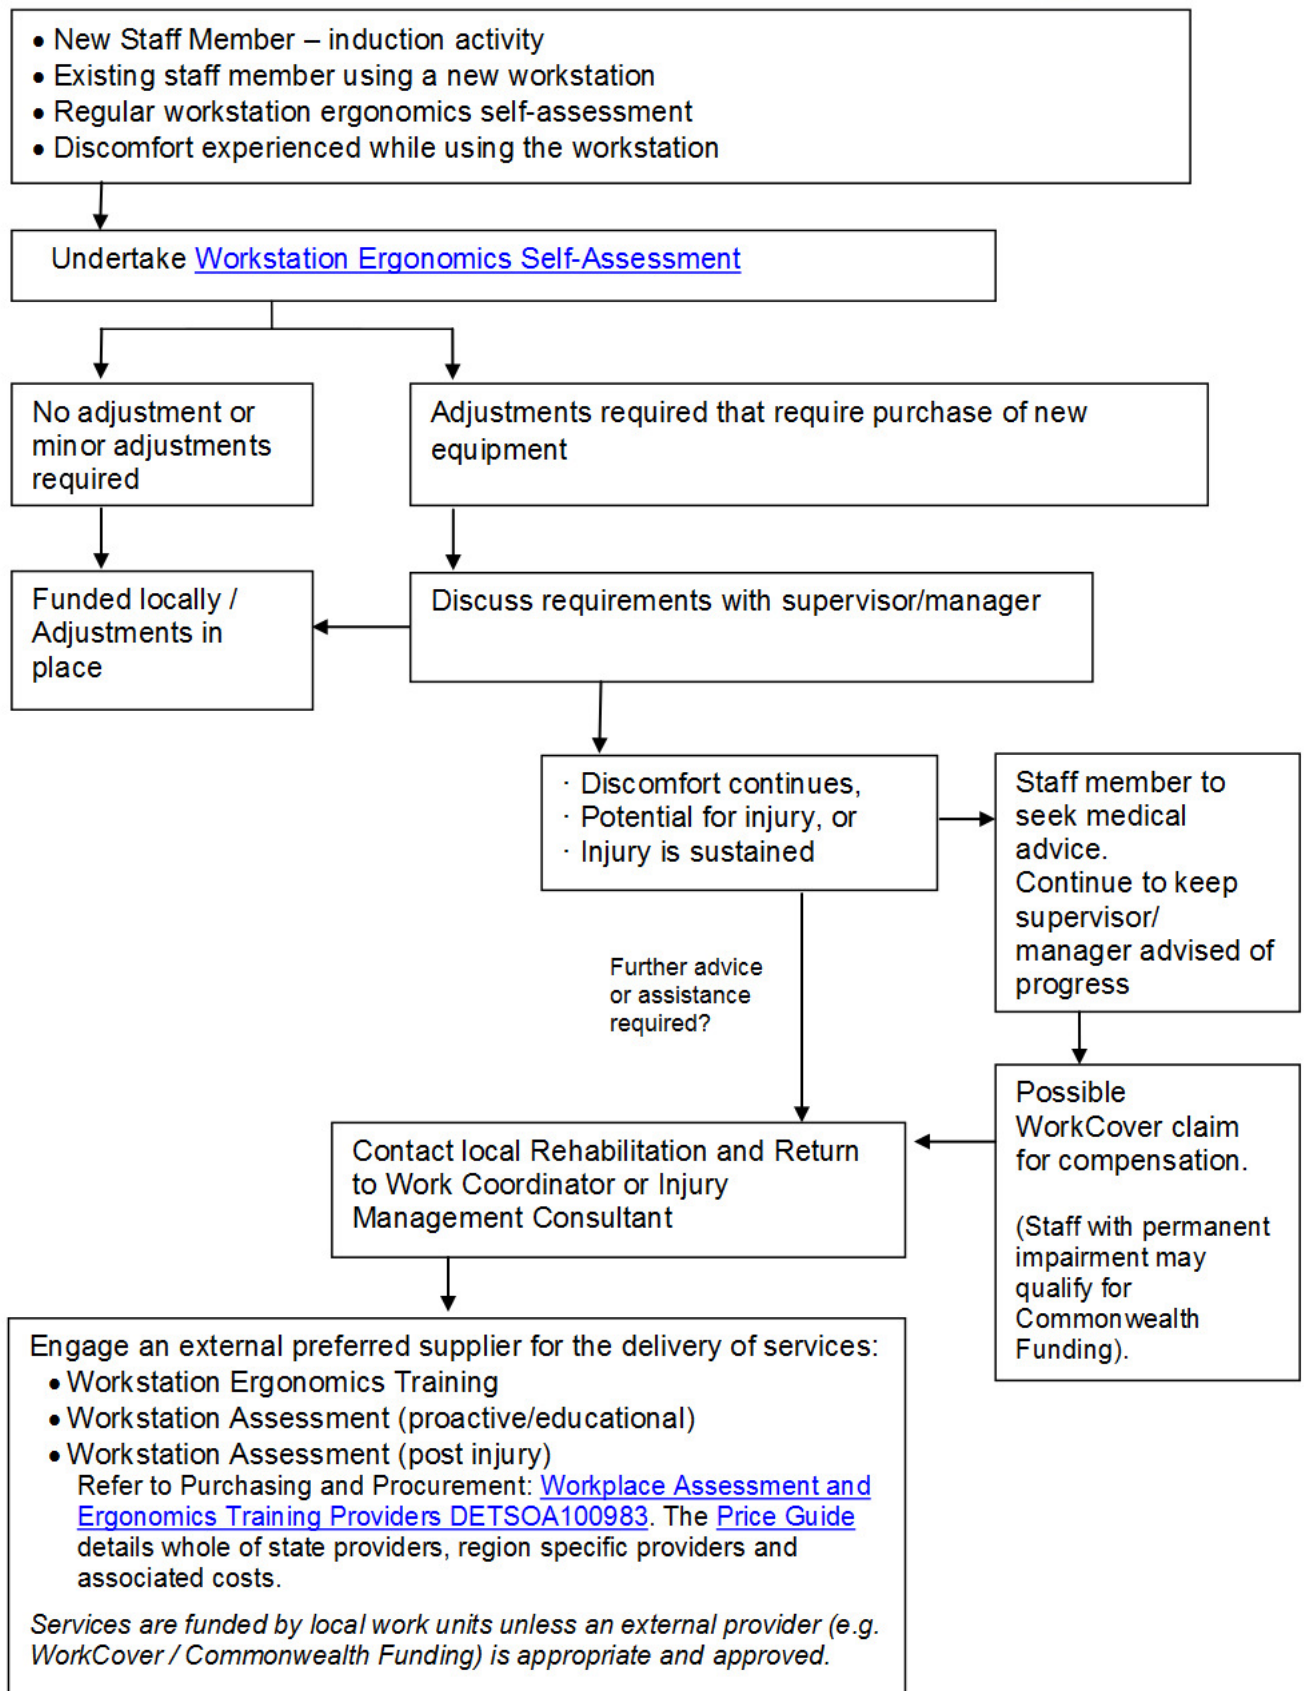 • New Staff Member – induction activity
• Existing staff member using a new workstation
• Regular workstation ergonomics self-assessment
• Discomfort experienced while using the workstation
Undertake Workstation Ergonomics Self-Assessment
No adjustment or
minor adjustments
required
Adjustments required that require purchase of new
equipment
Funded locally /
Adjustments in
place
Discuss requirements with supervisor/manager
· Discomfort continues,
· Potential for injury, or
· Injury is sustained
Staff member to
seek medical
advice.
Continue to keep
supervisor/
manager advised of
progress
Further advice
or assistance
required?
Possible
WorkCover claim
for compensation.
(Staff with permanent
impairment may
qualify for
Commonwealth
Funding).
Contact local Rehabilitation and Return
to Work Coordinator or Injury
Management Consultant
Engage an external preferred supplier for the delivery of services:
• Workstation Ergonomics Training
• Workstation Assessment (proactive/educational)
• Workstation Assessment (post injury)
Refer to Purchasing and Procurement: Workplace Assessment and
Ergonomics Training Providers DETSOA100983. The Price Guide
details whole of state providers, region specific providers and
associated costs.
Services are funded by local work units unless an external provider (e.g.
WorkCover / Commonwealth Funding) is appropriate and approved.